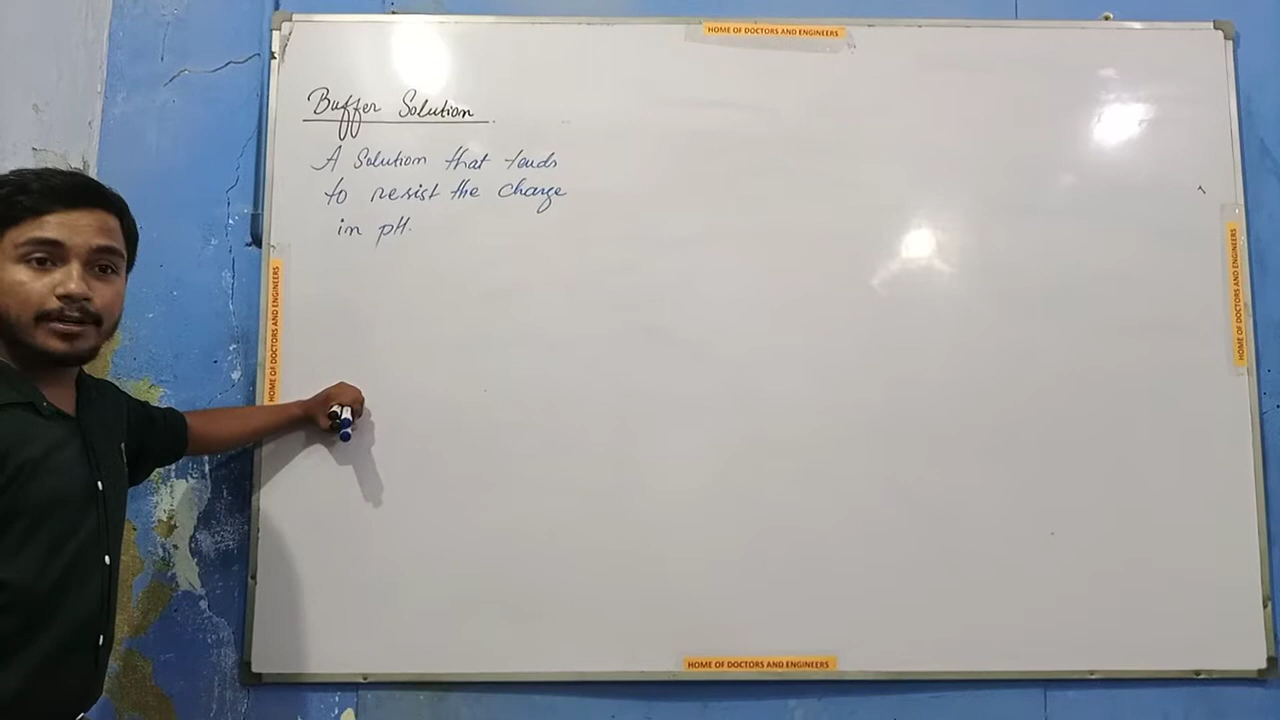 HOME OF DOCTORS AND ENGINEERS
Buffer Solution
A Solution that tends
to resist the change
in pH.
HOME OF DOCTORS AND ENGINEERS
HOME OF DOCTORS AND ENGINEERS
HOME OF DOCTORS AND ENGINEERS